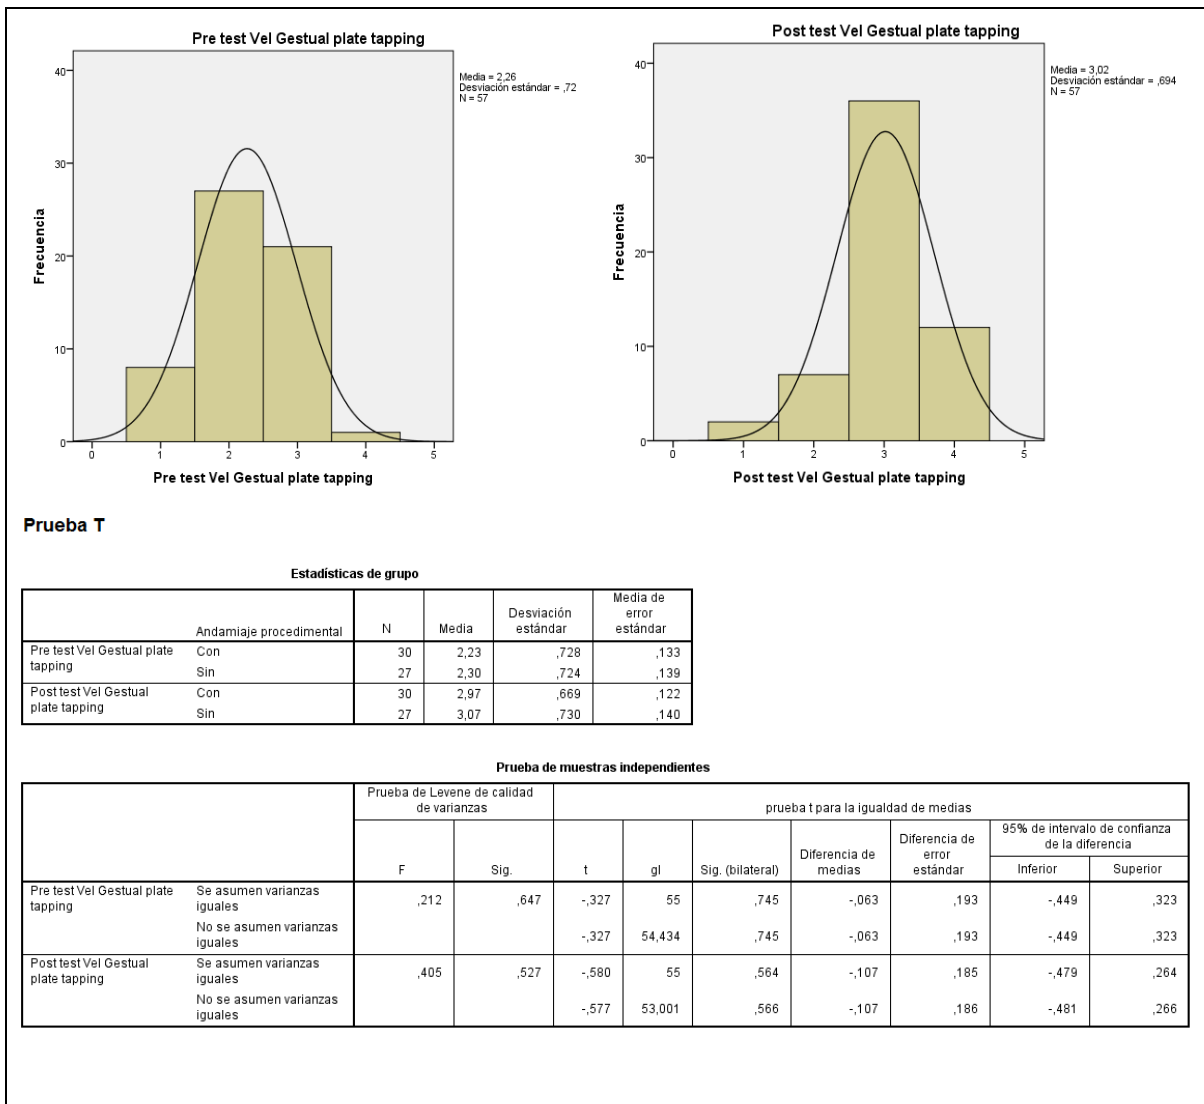 Pre test Vel Gestual plate tapping
Media = 2,26
Desviación estándar = ,72
N = 57
40
30
20
10
0
Frecuencia
0 1 2 3 4 5
Pre test Vel Gestual plate tapping
Post test Vel Gestual plate tapping
Media = 3,02
Desviación estándar = ,694
N = 57
40
30
20
10
0
Frecuencia
0 1 2 3 4 5
Post test Vel Gestual plate tapping
Prueba T
Estadísticas de grupo
Andamiaje procedimental N Media Desviación estándar Media de error estándar
Pre test Vel Gestual plate tapping Con 30 2,23 ,728 ,133
Sin 27 2,30 ,724 ,139
Post test Vel Gestual plate tapping Con 30 2,97 ,669 ,122
Sin 27 3,07 ,730 ,140
Prueba de muestras independientes
Prueba de Levene de calidad de varianzas prueba t para la igualdad de medias
F Sig. t gl Sig. (bilateral) Diferencia de medias Diferencia de error estándar 95% de intervalo de confianza de la diferencia
Inferior Superior
Pre test Vel Gestual plate tapping Se asumen varianzas iguales ,212 ,647 -,327 55 ,745 -,063 ,193 -,449 ,323
No se asumen varianzas iguales -,327 54,434 ,745 -,063 ,193 -,449 ,323
Post test Vel Gestual plate tapping Se asumen varianzas iguales ,405 ,527 -,580 55 ,564 -,107 ,185 -,479 ,264
No se asumen varianzas iguales -,577 53,001 ,566 -,107 ,186 -,481 ,266